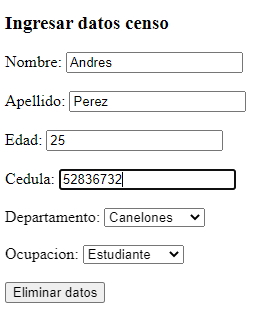 Ingresar datos censo
Nombre: Andres
Apellido: Perez
Edad: 25
Cedula: 52836732
Departamento: Canelones
Ocupacion: Estudiante
Eliminar datos